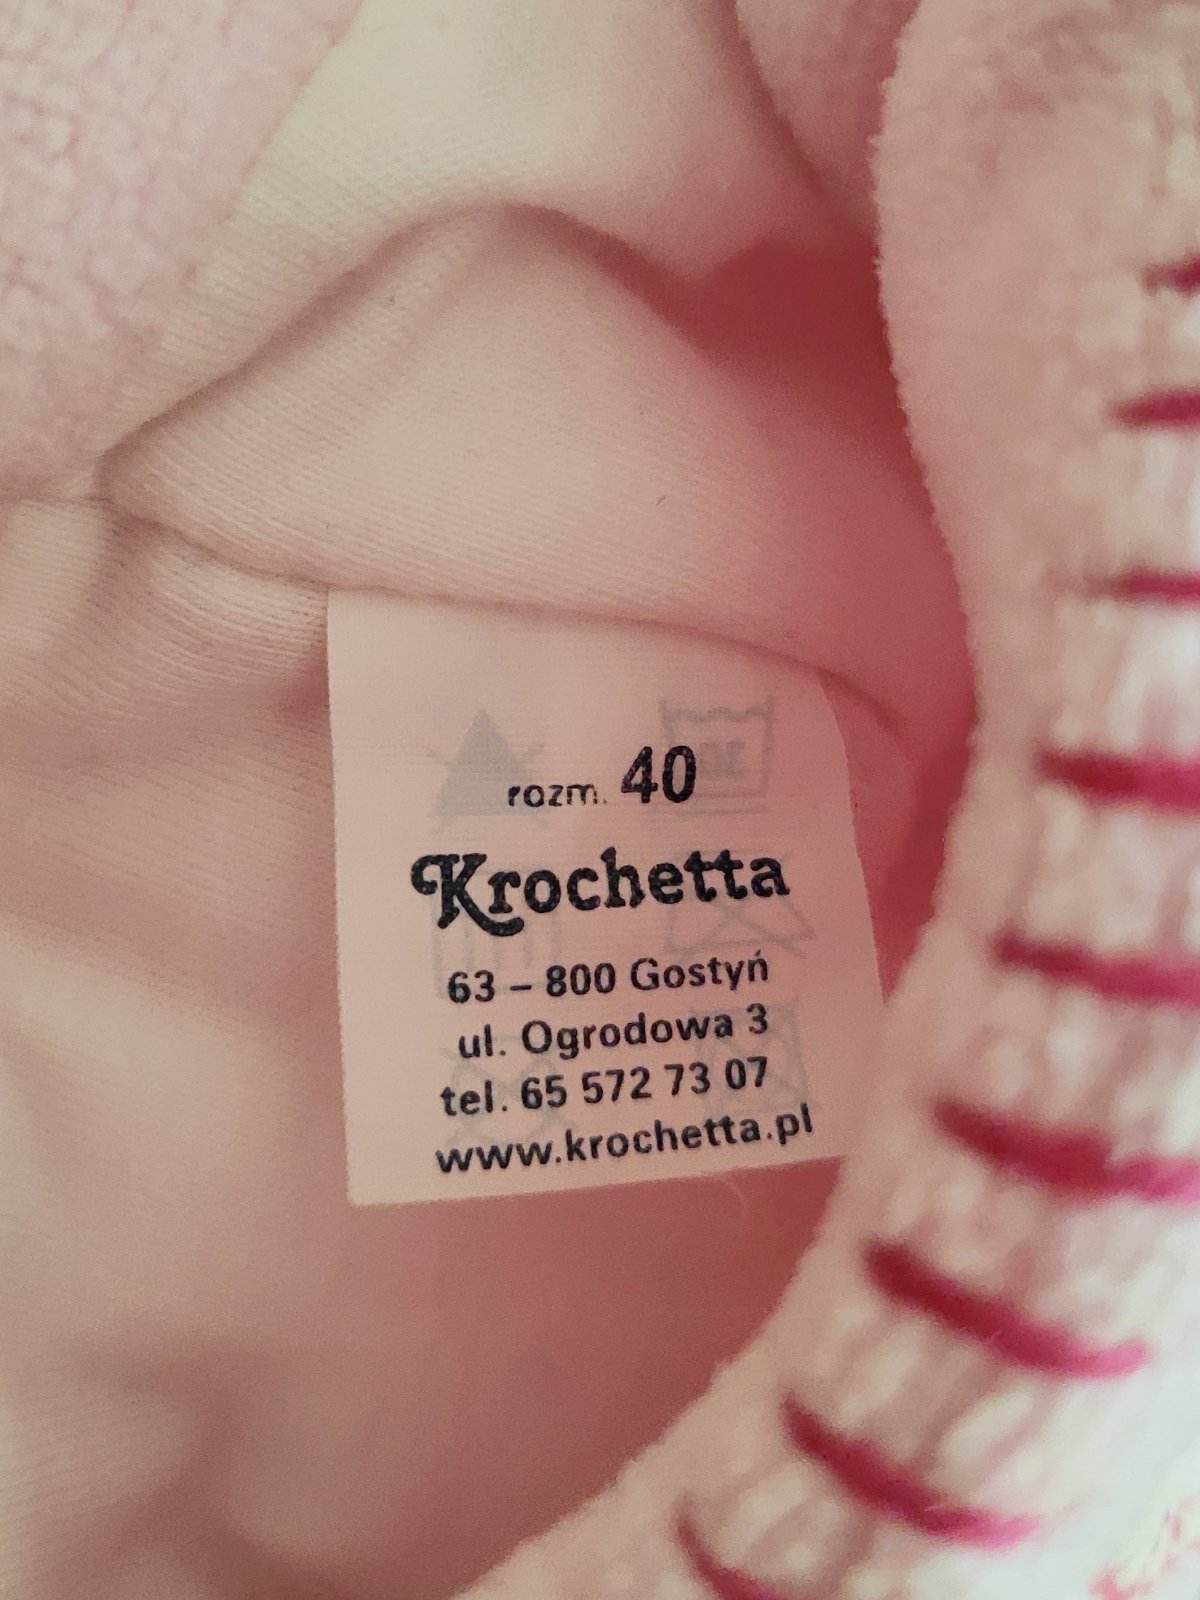 rozm. 40
Krochetta
63 – 800 Gostyń
ul. Ogrodowa 3
tel. 65 572 73 07
www.krochetta.pl